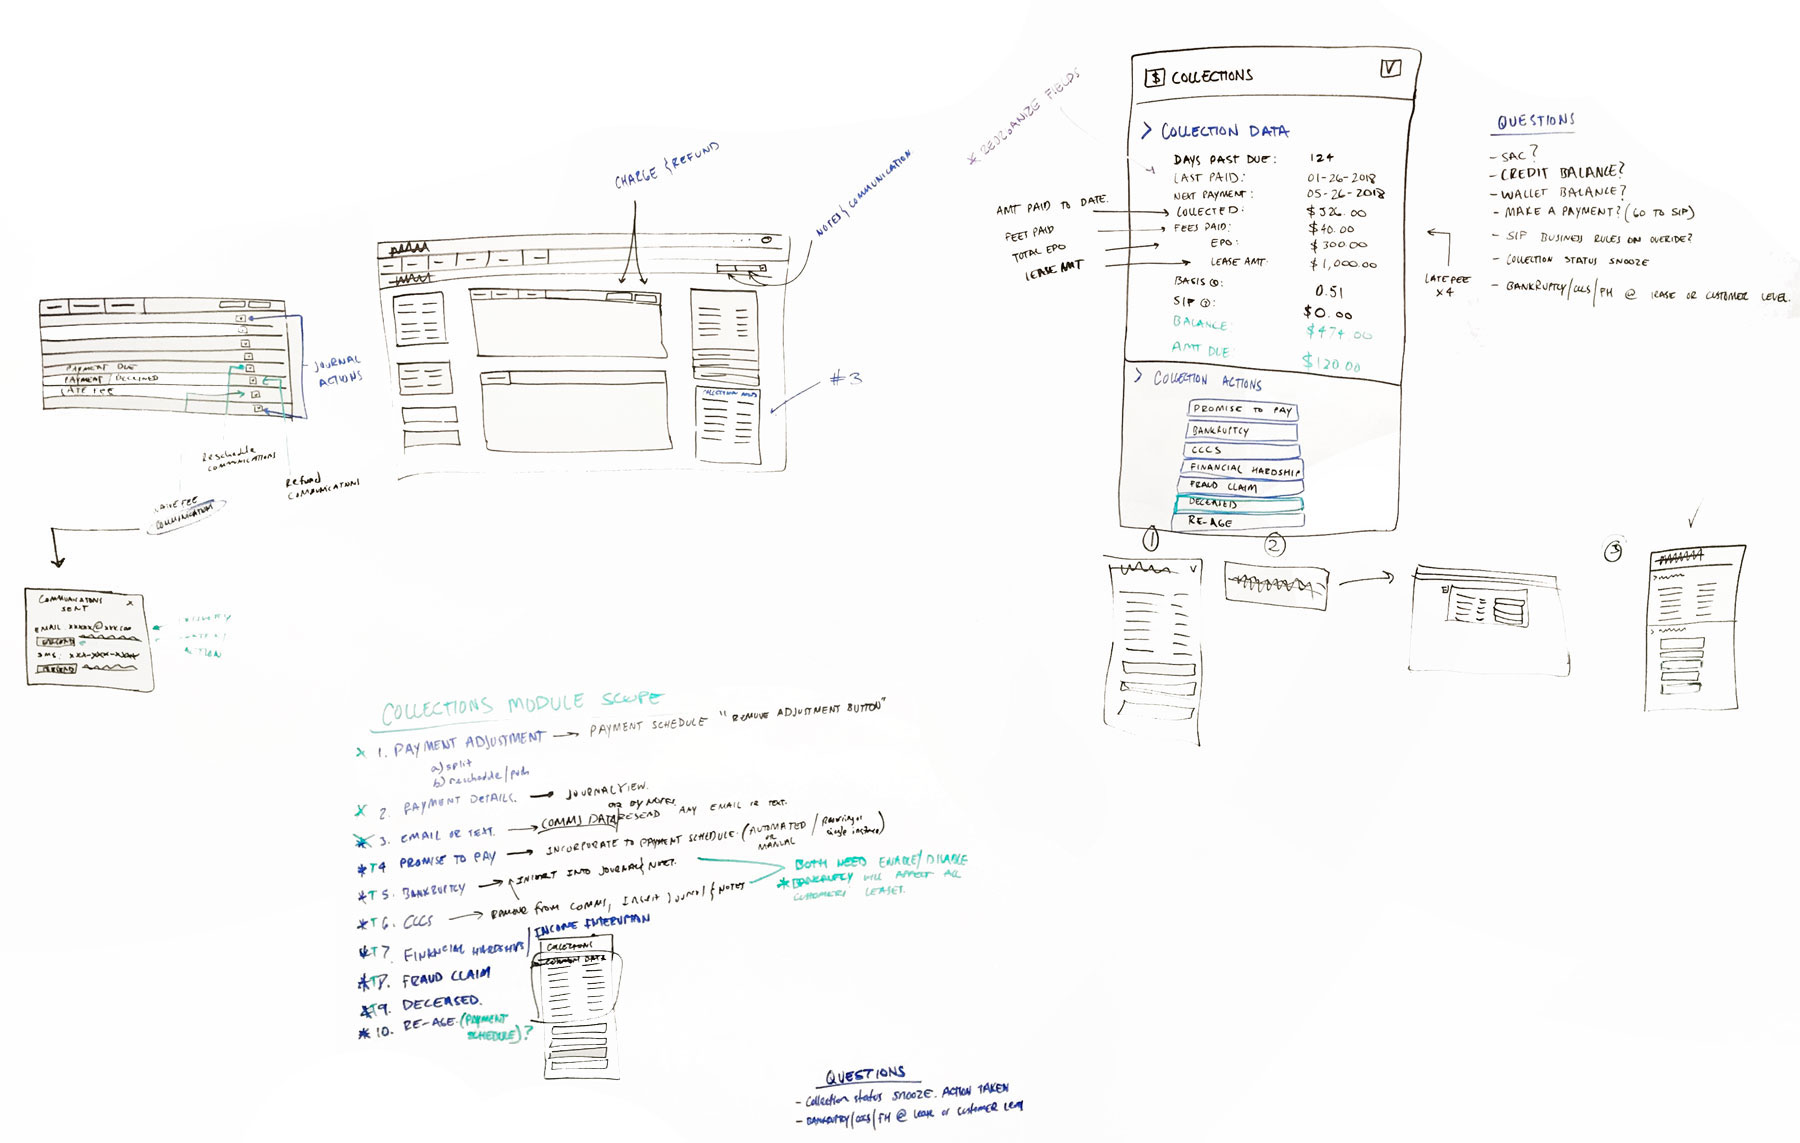 CHARGE & REFUND
NOTES & COMMUNICATION
#3
COLLECTION
JOURNAL
ACTIONS
PAYMENT DUE
PAYMENT DECLINED
LATE FEE
Reschedule
COMMUNICATIONS
Refund
COMMUNICATIONS
FEE
COMMUNICATION
COMMUNICATIONS
SENT
X
EMAIL: XXXXX@XXX.COM
RESEND
SMS: XXX-XXX-XXXX
RESEND
ACTION
* REORGANIZE FIELDS
$ COLLECTIONS
V
> COLLECTION DATA
DAYS PAST DUE: 124
LAST PAID: 01-26-2018
NEXT PAYMENT: 05-26-2018
COLLECTED: $326.00
FEES PAID: $40.00
EPO: $300.00
LEASE AMT: $1,000.00
BASIS: 0.51
SIP: $0.00
BALANCE: $474.00
AMT DUE: $120.00
AMT PAID TO DATE.
FEET PAID
TOTAL EPO
LEASE AMT
LATE FEE
x4
> COLLECTION ACTIONS
PROMISE TO PAY
BANKRUPTCY
CCCS
FINANCIAL HARDSHIP
FRAUD CLAIM
DECEASED
RE-AGE
1
2
3
V
QUESTIONS
- SAC?
- CREDIT BALANCE?
- WALLET BALANCE?
- MAKE A PAYMENT? (GO TO SIP)
- SIP BUSINESS RULES ON OVERIDE?
- COLLECTION STATUS SNOOZE
- BANKRUPTCY/CCCS/FH @ LEASE OR CUSTOMER LEVEL.
COLLECTIONS MODULE SCOPE
X 1. PAYMENT ADJUSTMENT → PAYMENT SCHEDULE "REMOVE ADJUSTMENT BUTTON"
a) split
b) reschedule/push
X 2. PAYMENT DETAILS. → JOURNAL VIEW.
OR BY NOTES.
* 3. EMAIL OR TEXT. → COMMS DATA/RESEND ANY EMAIL OR TEXT.
*T4 PROMISE TO PAY → INCORPORATE TO PAYMENT SCHEDULE. (AUTOMATED OR MANUAL / Recurring or single instance)
*T5. BANKRUPTCY → INSERT INTO JOURNAL & NOTES.
*T6. CCCS → REMOVE FROM COMMS, INSERT JOURNAL & NOTES
BOTH NEED ENABLE/DISABLE
* BANKRUPTCY WILL AFFECT ALL
CUSTOMERS' LEASES.
*T7. FINANCIAL HARDSHIP / INCOME INTERRUPTION
*T8. FRAUD CLAIM
*T9. DECEASED.
* 10. RE-AGE. (PAYMENT
SCHEDULE)?
COLLECTIONS
COMMON DATA
QUESTIONS
- Collection status SNOOZE. ACTION TAKEN
- BANKRUPTCY/CCCS/FH @ lease or customer level